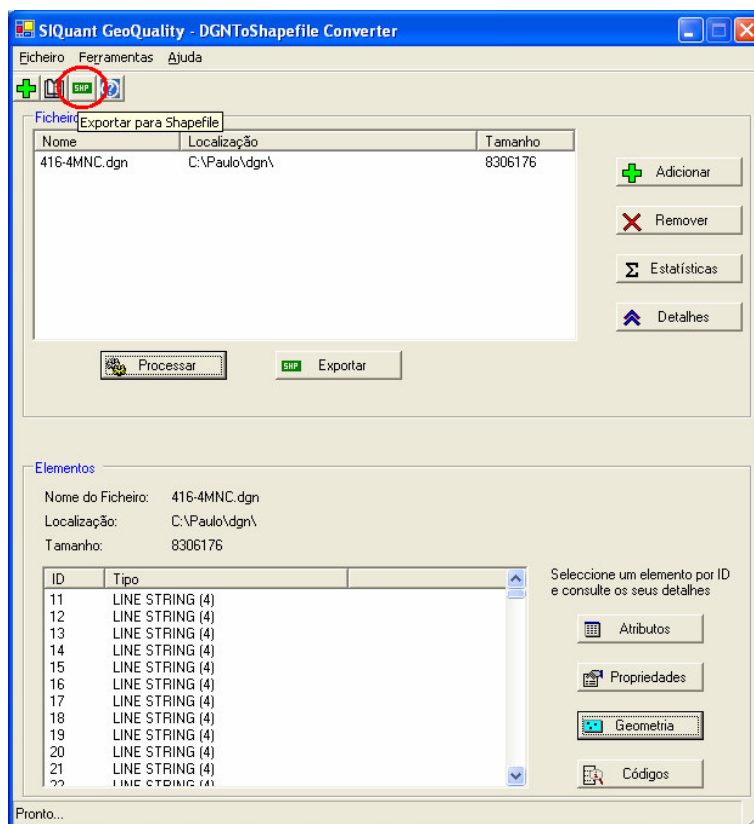 SIQuant GeoQuality - DGNToShapefile Converter
Ficheiro Ferramentas Ajuda
SHP
Exportar para Shapefile
Nome Localização Tamanho
416-4MNC.dgn C:\Paulo\dgn\ 8306176
Adicionar
Remover
Σ Estatísticas
Detalhes
Processar SHP Exportar
Elementos
Nome do Ficheiro: 416-4MNC.dgn
Localização: C:\Paulo\dgn\
Tamanho: 8306176
ID Tipo
11 LINE STRING (4)
12 LINE STRING (4)
13 LINE STRING (4)
14 LINE STRING (4)
15 LINE STRING (4)
16 LINE STRING (4)
17 LINE STRING (4)
18 LINE STRING (4)
19 LINE STRING (4)
20 LINE STRING (4)
21 LINE STRING (4)
22 LINE STRING (4)
Seleccione um elemento por ID
e consulte os seus detalhes
Atributos
Propriedades
Geometria
Códigos
Pronto...